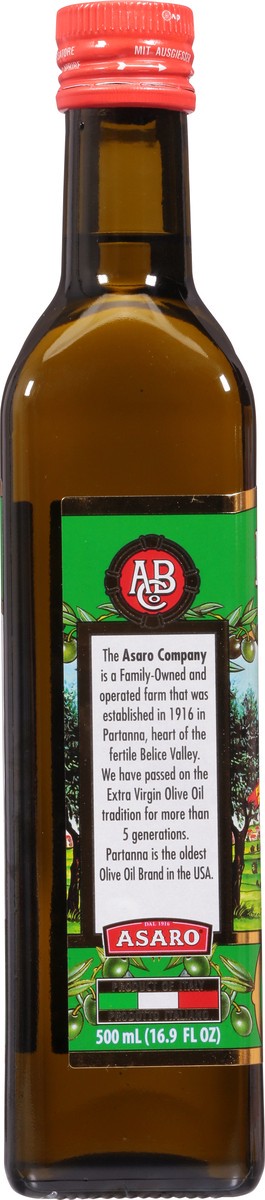 MIT AUSGIESSER
ABCo
The Asaro Company
is a Family-Owned and
operated farm that was
established in 1916 in
Partanna, heart of the
fertile Belice Valley.
We have passed on the
Extra Virgin Olive Oil
tradition for more than
5 generations.
Partanna is the oldest
Olive Oil Brand in the USA.
DAL 1916
ASARO®
PRODUCT OF ITALY
PRODOTTO ITALIANO
500 mL (16.9 FL OZ)